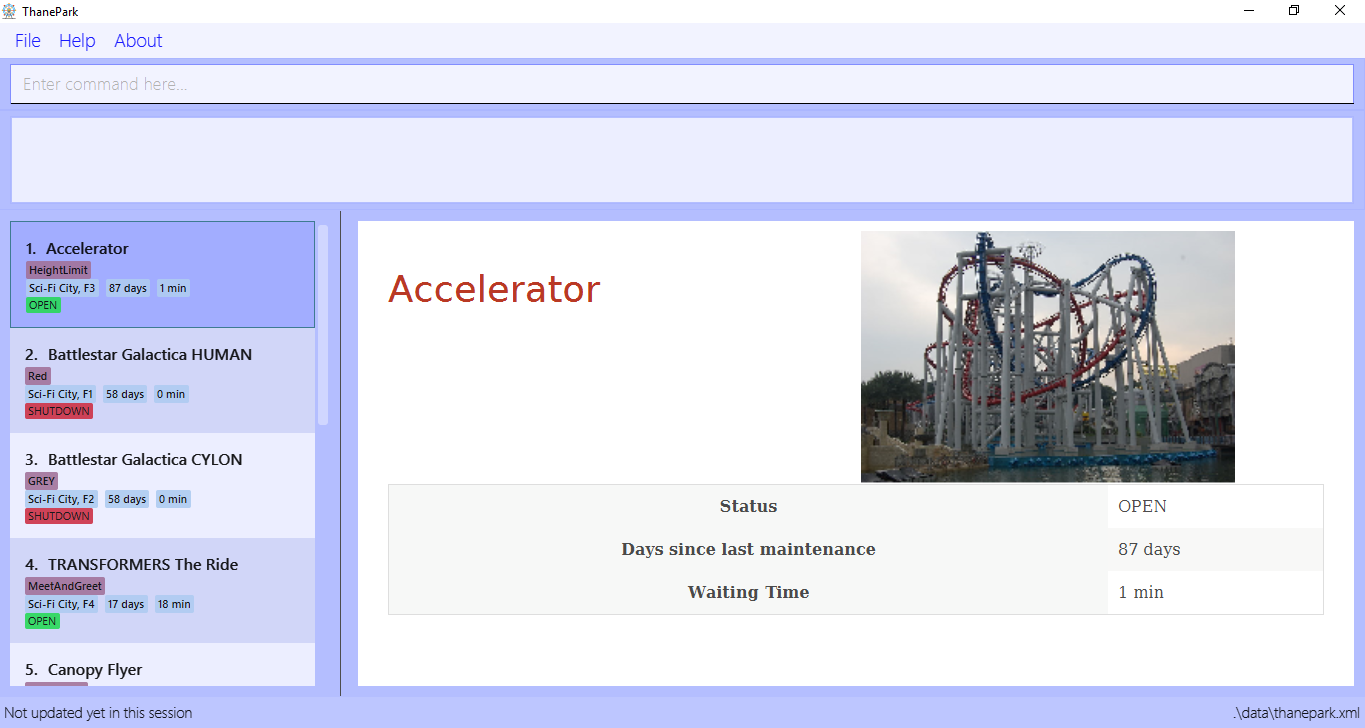 ThanePark
File Help About
Enter command here...
1. Accelerator
HeightLimit
Sci-Fi City, F3 87 days 1 min
OPEN
2. Battlestar Galactica HUMAN
Red
Sci-Fi City, F1 58 days 0 min
SHUTDOWN
3. Battlestar Galactica CYLON
GREY
Sci-Fi City, F2 58 days 0 min
SHUTDOWN
4. TRANSFORMERS The Ride
MeetAndGreet
Sci-Fi City, F4 17 days 18 min
OPEN
5. Canopy Flyer
Accelerator
Status OPEN
Days since last maintenance 87 days
Waiting Time 1 min
Not updated yet in this session
.\data\thanepark.xml